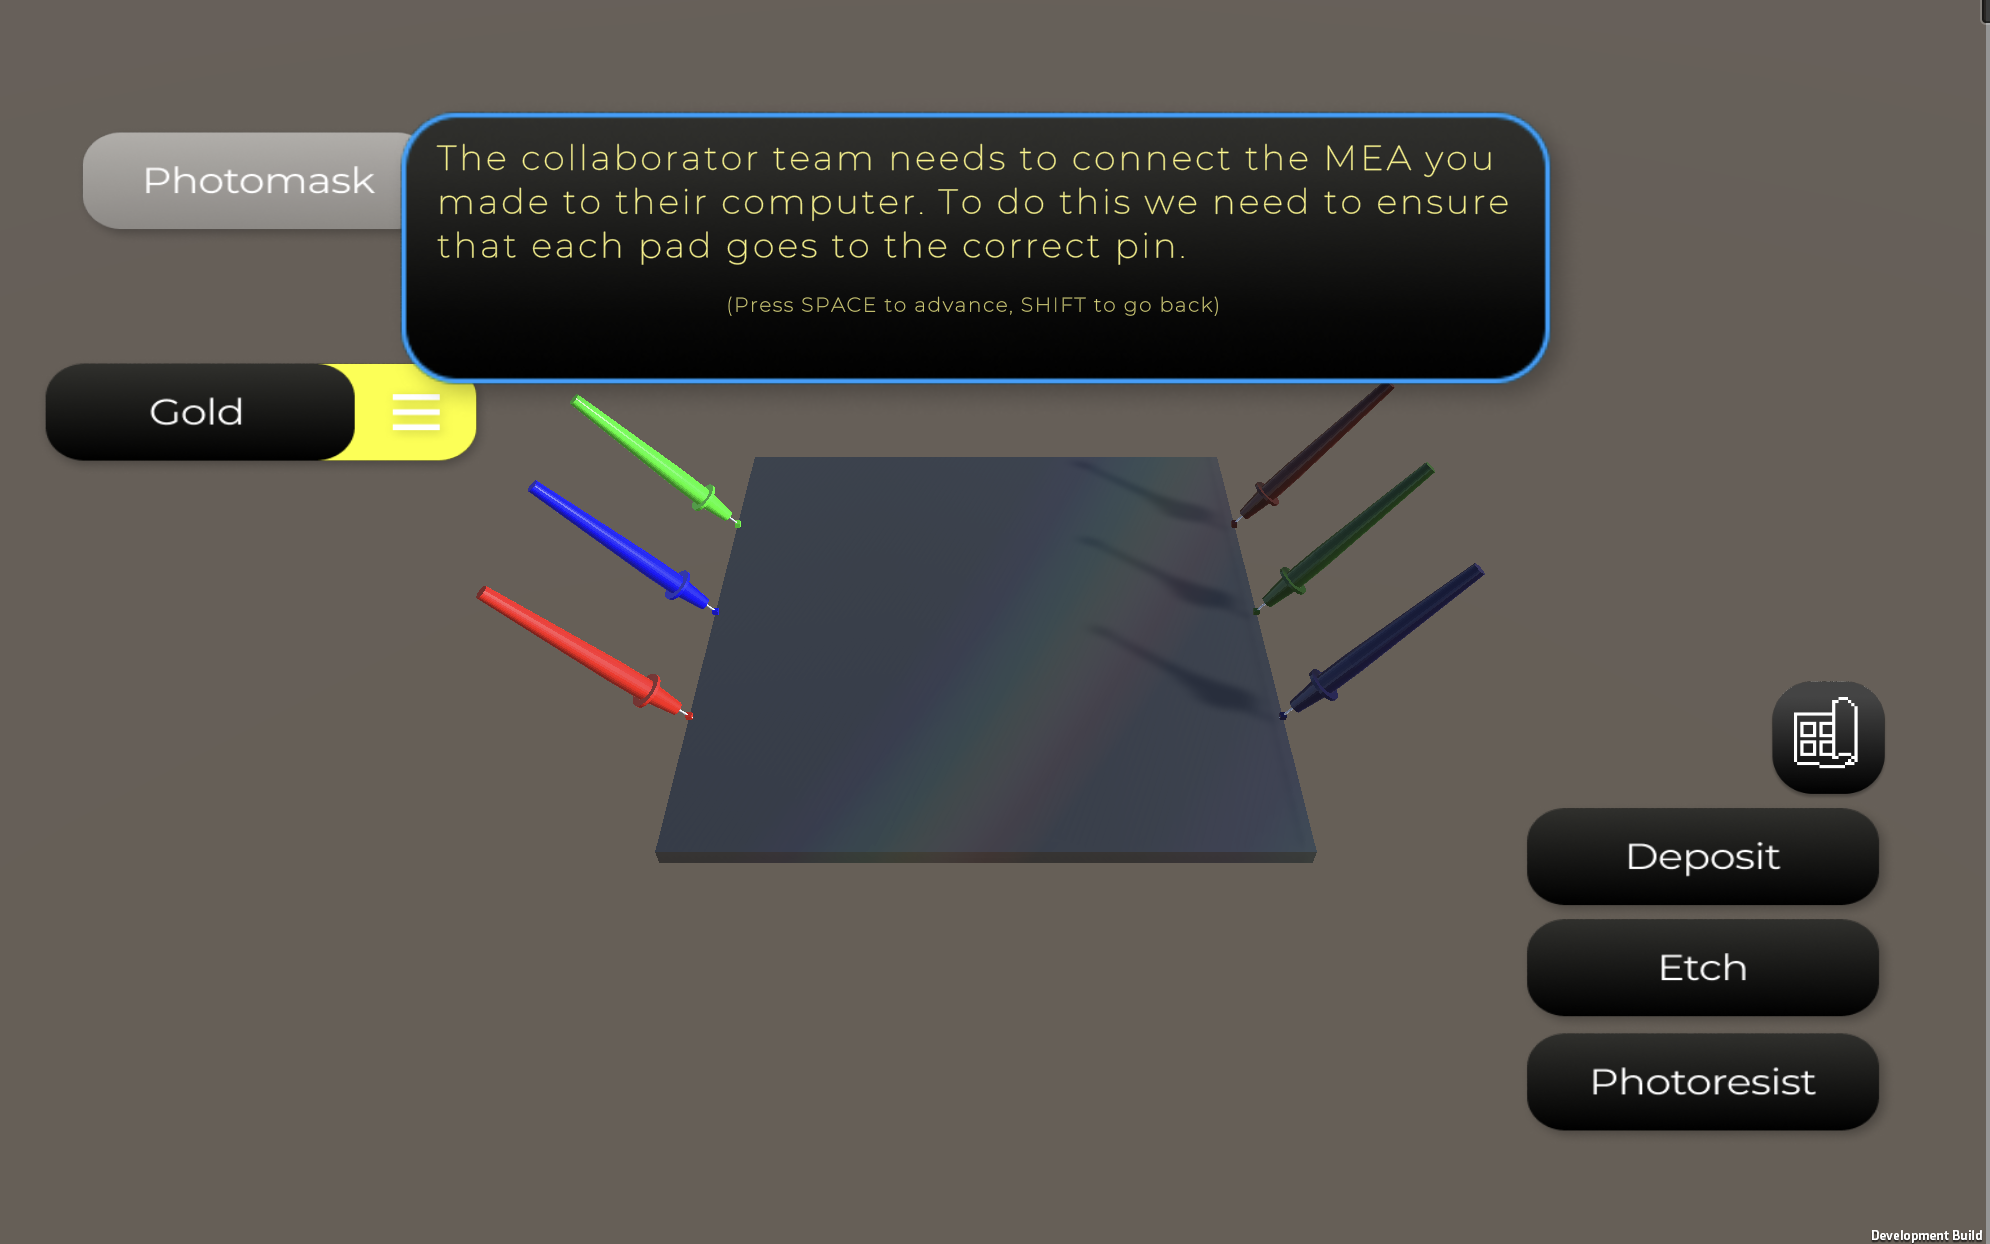 Photomask
The collaborator team needs to connect the MEA you
made to their computer. To do this we need to ensure
that each pad goes to the correct pin.
(Press SPACE to advance, SHIFT to go back)
Gold
Deposit
Etch
Photoresist
Development Build